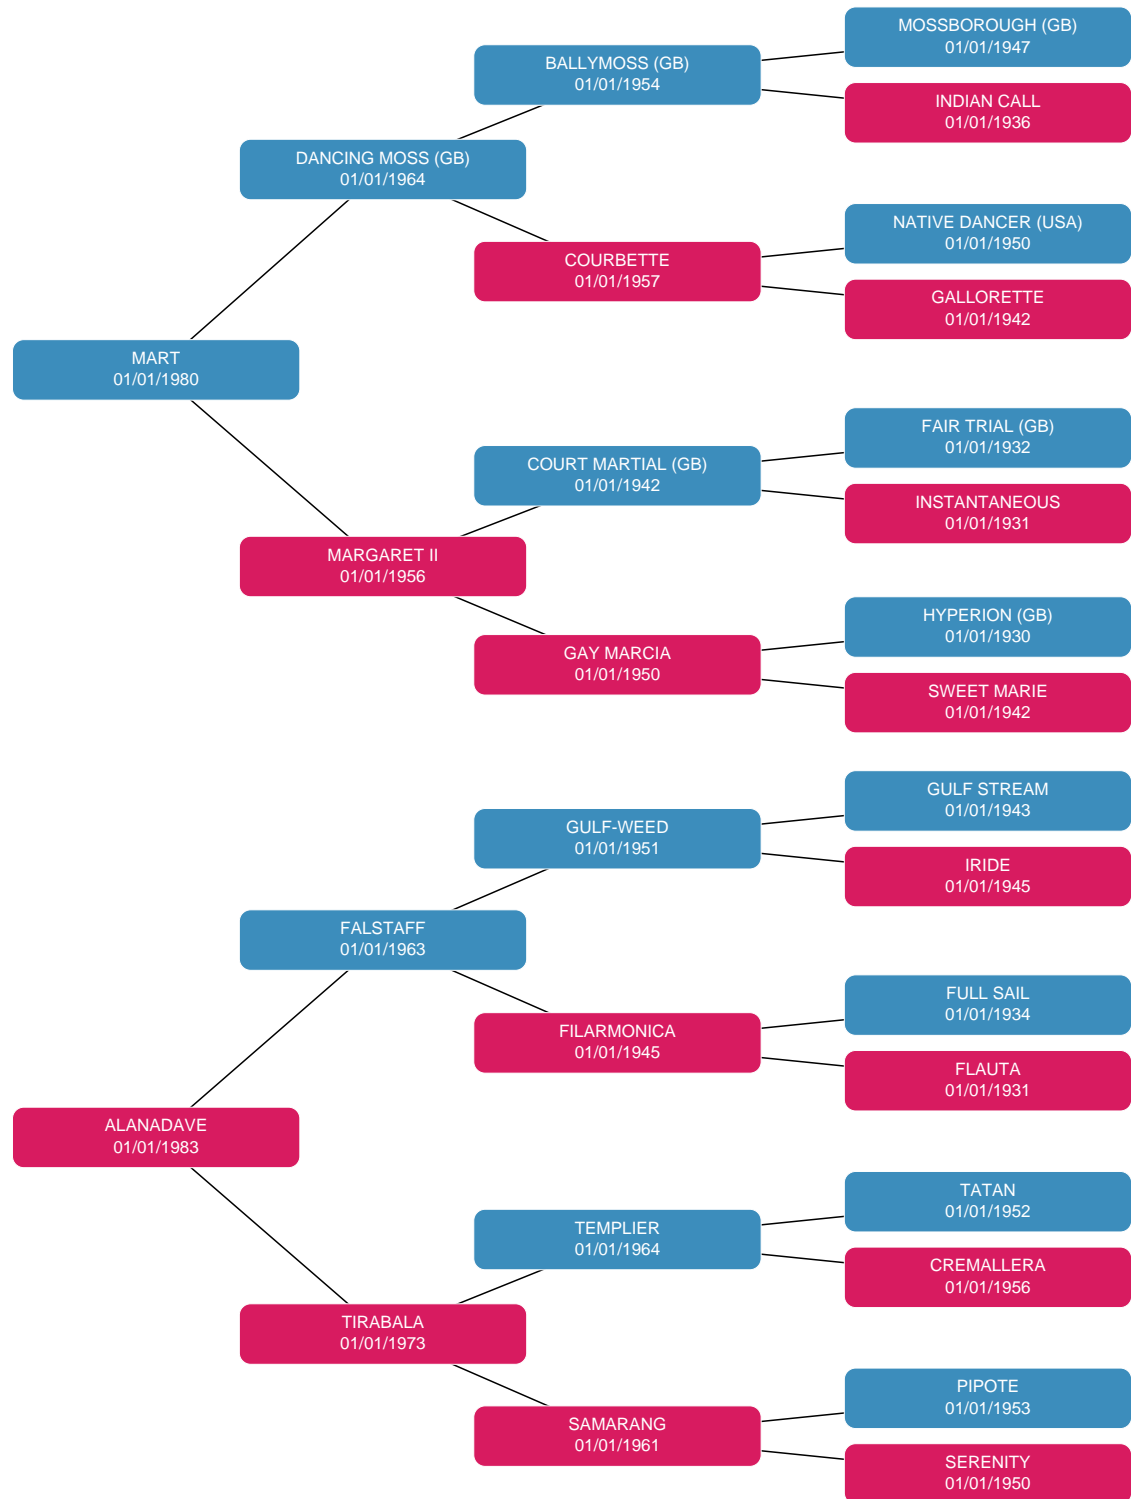 MOSSBOROUGH (GB)
01/01/1947
BALLYMOSS (GB)
01/01/1954
INDIAN CALL
01/01/1936
DANCING MOSS (GB)
01/01/1964
NATIVE DANCER (USA)
01/01/1950
COURBETTE
01/01/1957
GALLORETTE
01/01/1942
MART
01/01/1980
FAIR TRIAL (GB)
01/01/1932
COURT MARTIAL (GB)
01/01/1942
INSTANTANEOUS
01/01/1931
MARGARET II
01/01/1956
HYPERION (GB)
01/01/1930
GAY MARCIA
01/01/1950
SWEET MARIE
01/01/1942
GULF STREAM
01/01/1943
GULF-WEED
01/01/1951
IRIDE
01/01/1945
FALSTAFF
01/01/1963
FULL SAIL
01/01/1934
FILARMONICA
01/01/1945
FLAUTA
01/01/1931
ALANADAVE
01/01/1983
TATAN
01/01/1952
TEMPLIER
01/01/1964
CREMALLERA
01/01/1956
TIRABALA
01/01/1973
PIPOTE
01/01/1953
SAMARANG
01/01/1961
SERENITY
01/01/1950